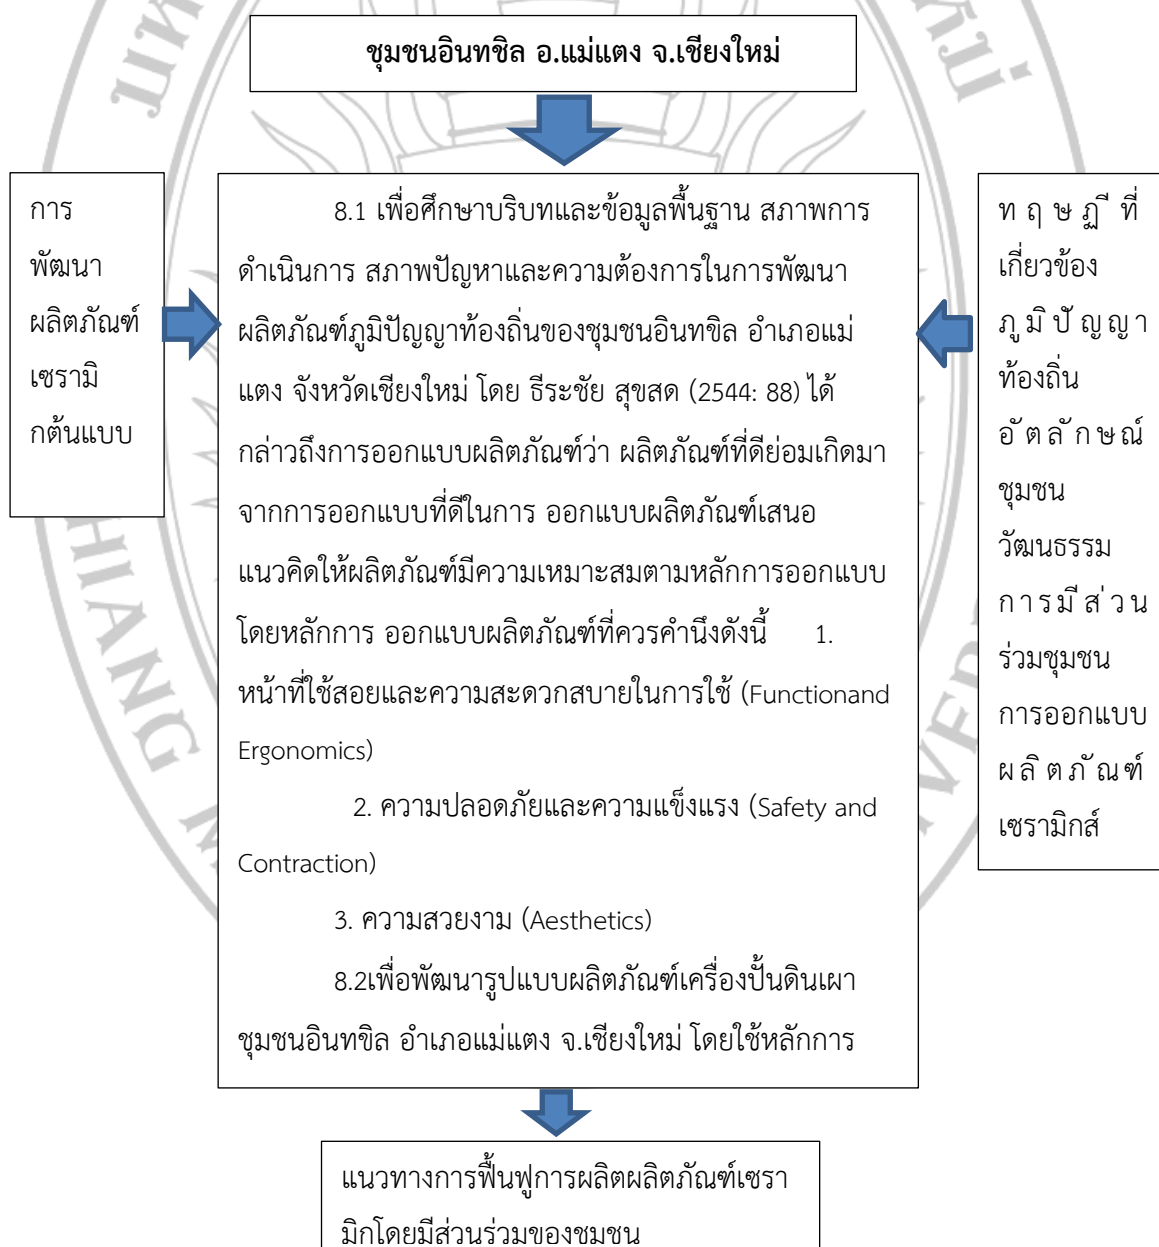 ชุมชนอินทชิล อ.แม่แตง จ.เชียงใหม่
การ
พัฒนา
ผลิตภัณฑ์
เซรามิ
กต้นแบบ
8.1 เพื่อศึกษาบริบทและข้อมูลพื้นฐาน สภาพการ
ดำเนินการ สภาพปัญหาและความต้องการในการพัฒนา
ผลิตภัณฑ์ภูมิปัญญาท้องถิ่นของชุมชนอินทขิล อำเภอแม่
แตง จังหวัดเชียงใหม่ โดย ธีระชัย สุขสด (2544: 88) ได้
กล่าวถึงการออกแบบผลิตภัณฑ์ว่า ผลิตภัณฑ์ที่ดีย่อมเกิดมา
จากการออกแบบที่ดีในการ ออกแบบผลิตภัณฑ์เสนอ
แนวคิดให้ผลิตภัณฑ์มีความเหมาะสมตามหลักการออกแบบ
โดยหลักการ ออกแบบผลิตภัณฑ์ที่ควรคำนึงดังนี้ 1.
หน้าที่ใช้สอยและความสะดวกสบายในการใช้ (Functionand
Ergonomics)
2. ความปลอดภัยและความแข็งแรง (Safety and
Contraction)
3. ความสวยงาม (Aesthetics)
8.2เพื่อพัฒนารูปแบบผลิตภัณฑ์เครื่องปั้นดินเผา
ชุมชนอินทขิล อำเภอแม่แตง จ.เชียงใหม่ โดยใช้หลักการ
ทฤษฎีที่
เกี่ยวข้อง
ภูมิปัญญา
ท้องถิ่น
อัตลักษณ์
ชุมชน
วัฒนธรรม
การมีส่วน
ร่วมชุมชน
การออกแบบ
ผลิตภัณฑ์
เซรามิกส์
แนวทางการฟื้นฟูการผลิตผลิตภัณฑ์เซรา
มิกโดยมีส่วนร่วมของชุมชน